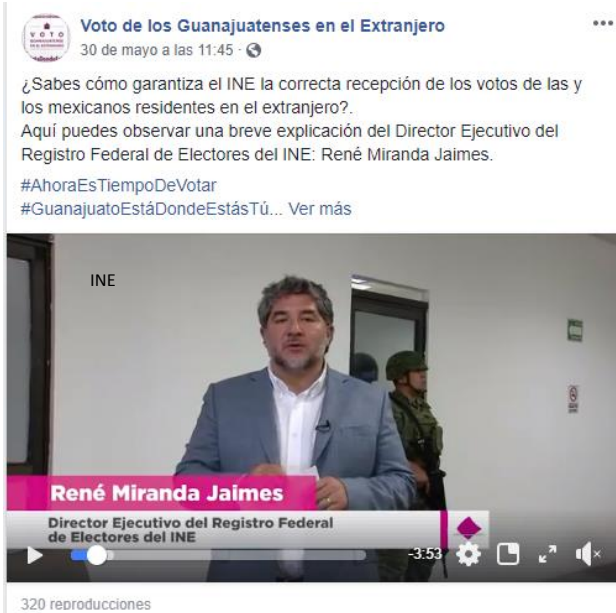 VOTO
Voto de los Guanajuatenses en el Extranjero
30 de mayo a las 11:45 ·
¿Sabes cómo garantiza el INE la correcta recepción de los votos de las y
los mexicanos residentes en el extranjero?.
Aquí puedes observar una breve explicación del Director Ejecutivo del
Registro Federal de Electores del INE: René Miranda Jaimes.
#AhoraEsTiempoDeVotar
#GuanajuatoEstáDondeEstásTú... Ver más
INE
René Miranda Jaimes
Director Ejecutivo del Registro Federal
de Electores del INE
-3:53
320 reproducciones